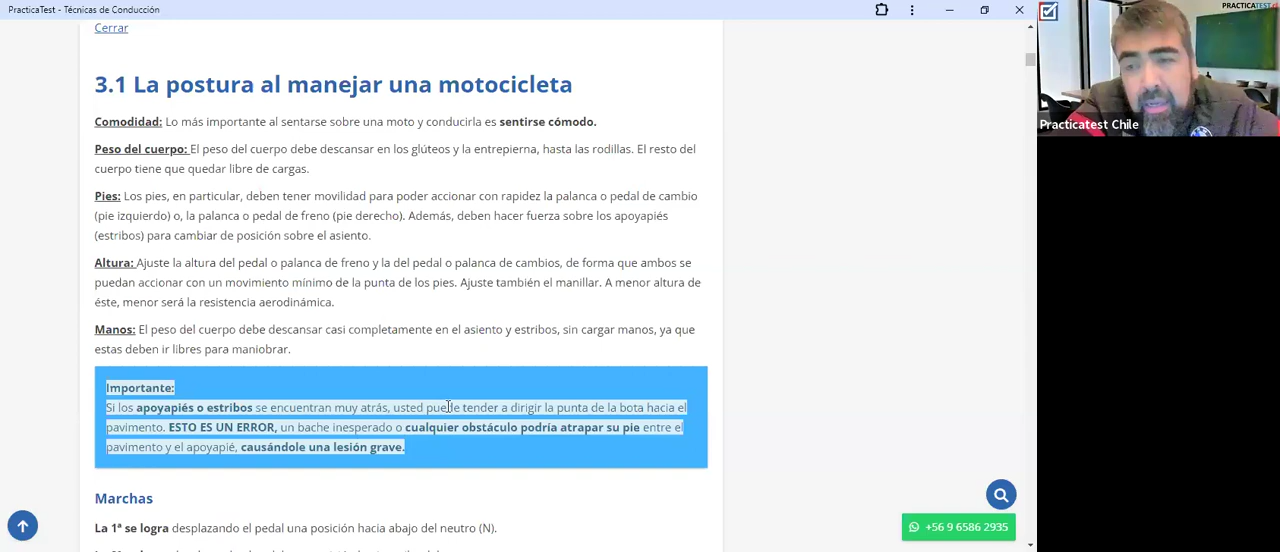 PracticaTest - Técnicas de Conducción
Cerrar
3.1 La postura al manejar una motocicleta
Comodidad: Lo más importante al sentarse sobre una moto y conducirla es sentirse cómodo.
Peso del cuerpo: El peso del cuerpo debe descansar en los glúteos y la entrepierna, hasta las rodillas. El resto del
cuerpo tiene que quedar libre de cargas.
Pies: Los pies, en particular, deben tener movilidad para poder accionar con rapidez la palanca o pedal de cambio
(pie izquierdo) o, la palanca o pedal de freno (pie derecho). Además, deben hacer fuerza sobre los apoyapiés
(estribos) para cambiar de posición sobre el asiento.
Altura: Ajuste la altura del pedal o palanca de freno y la del pedal o palanca de cambios, de forma que ambos se
puedan accionar con un movimiento mínimo de la punta de los pies. Ajuste también el manillar. A menor altura de
éste, menor será la resistencia aerodinámica.
Manos: El peso del cuerpo debe descansar casi completamente en el asiento y estribos, sin cargar manos, ya que
estas deben ir libres para maniobrar.
Importante:
Si los apoyapiés o estribos se encuentran muy atrás, usted puede tender a dirigir la punta de la bota hacia el
pavimento. ESTO ES UN ERROR, un bache inesperado o cualquier obstáculo podría atrapar su pie entre el
pavimento y el apoyapié, causándole una lesión grave.
Marchas
La 1ª se logra desplazando el pedal una posición hacia abajo del neutro (N).
+56 9 6586 2935
PRACTICATEST
Practicatest Chile